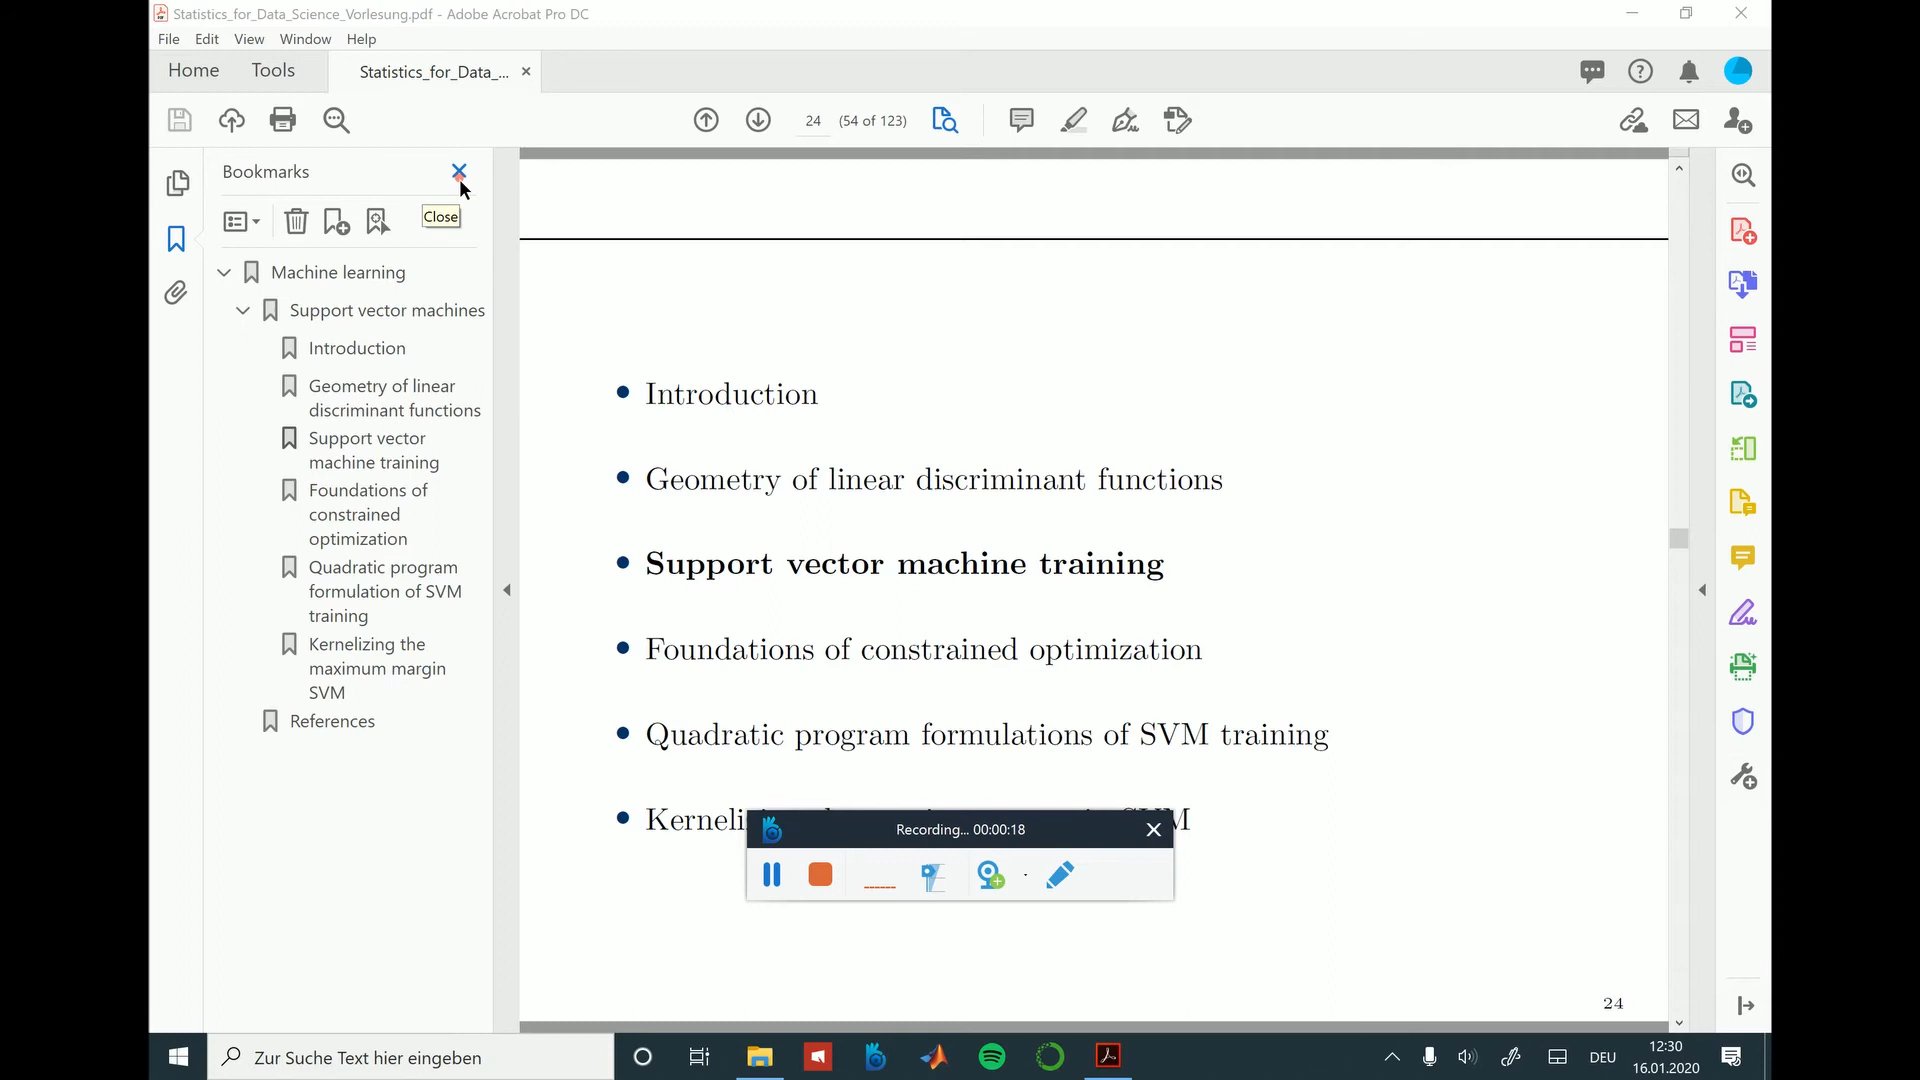 Statistics_for_Data_Science_Vorlesung.pdf - Adobe Acrobat Pro DC
File Edit View Window Help
Home Tools Statistics_for_Data_...
24 (54 of 123)
Bookmarks
Close
Machine learning
Support vector machines
Introduction
Geometry of linear
discriminant functions
Support vector
machine training
Foundations of
constrained
optimization
Quadratic program
formulation of SVM
training
Kernelizing the
maximum margin
SVM
References
Introduction
Geometry of linear discriminant functions
Support vector machine training
Foundations of constrained optimization
Quadratic program formulations of SVM training
Recording... 00:00:18
24
Zur Suche Text hier eingeben
DEU
12:30
16.01.2020